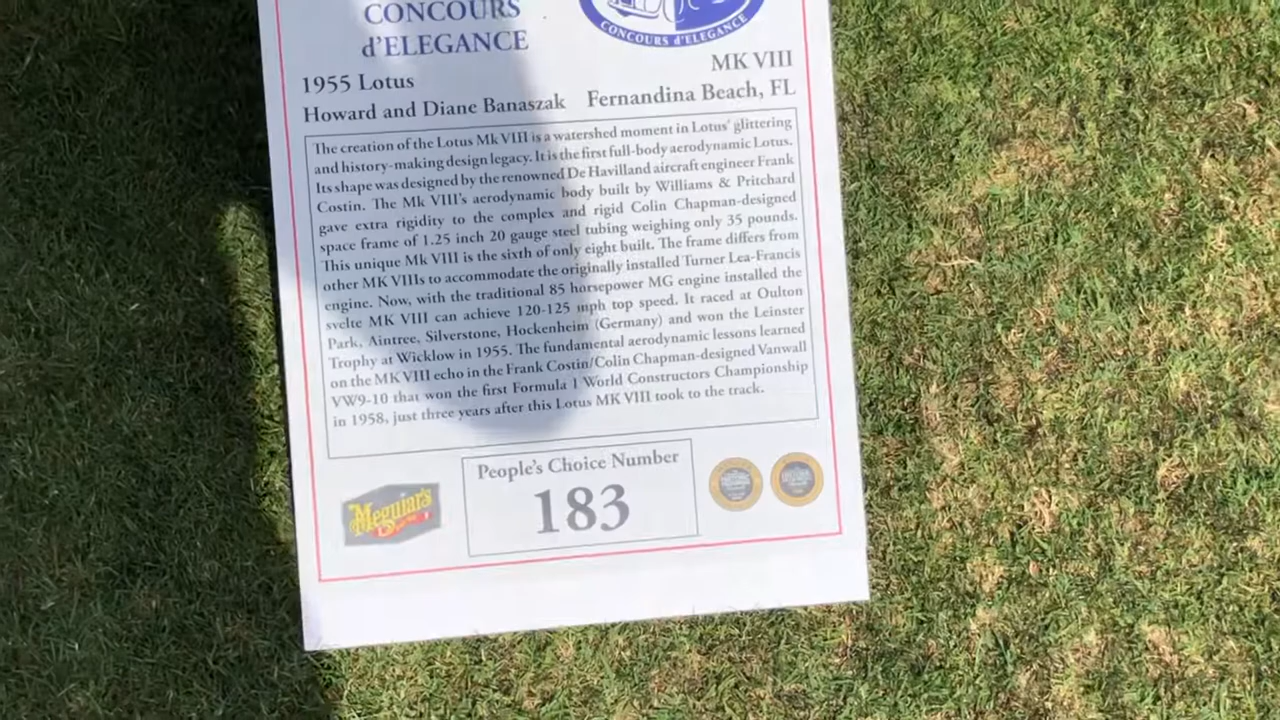 CONCOURS
d'ELEGANCE
CONCOURS d'ELEGANCE
1955 Lotus MK VIII
Howard and Diane Banaszak Fernandina Beach, FL
The creation of the Lotus Mk VIII is a watershed moment in Lotus' glittering
and history-making design legacy. It is the first full-body aerodynamic Lotus.
Its shape was designed by the renowned De Havilland aircraft engineer Frank
Costin. The Mk VIII's aerodynamic body built by Williams & Pritchard
gave extra rigidity to the complex and rigid Colin Chapman-designed
space frame of 1.25 inch 20 gauge steel tubing weighing only 35 pounds.
This unique Mk VIII is the sixth of only eight built. The frame differs from
other MK VIIIs to accommodate the originally installed Turner Lea-Francis
engine. Now, with the traditional 85 horsepower MG engine installed the
svelte MK VIII can achieve 120-125 mph top speed. It raced at Oulton
Park, Aintree, Silverstone, Hockenheim (Germany) and won the Leinster
Trophy at Wicklow in 1955. The fundamental aerodynamic lessons learned
on the MK VIII echo in the Frank Costin/Colin Chapman-designed Vanwall
VW9-10 that won the first Formula 1 World Constructors Championship
in 1958, just three years after this Lotus MK VIII took to the track.
People's Choice Number
183
Meguiar's